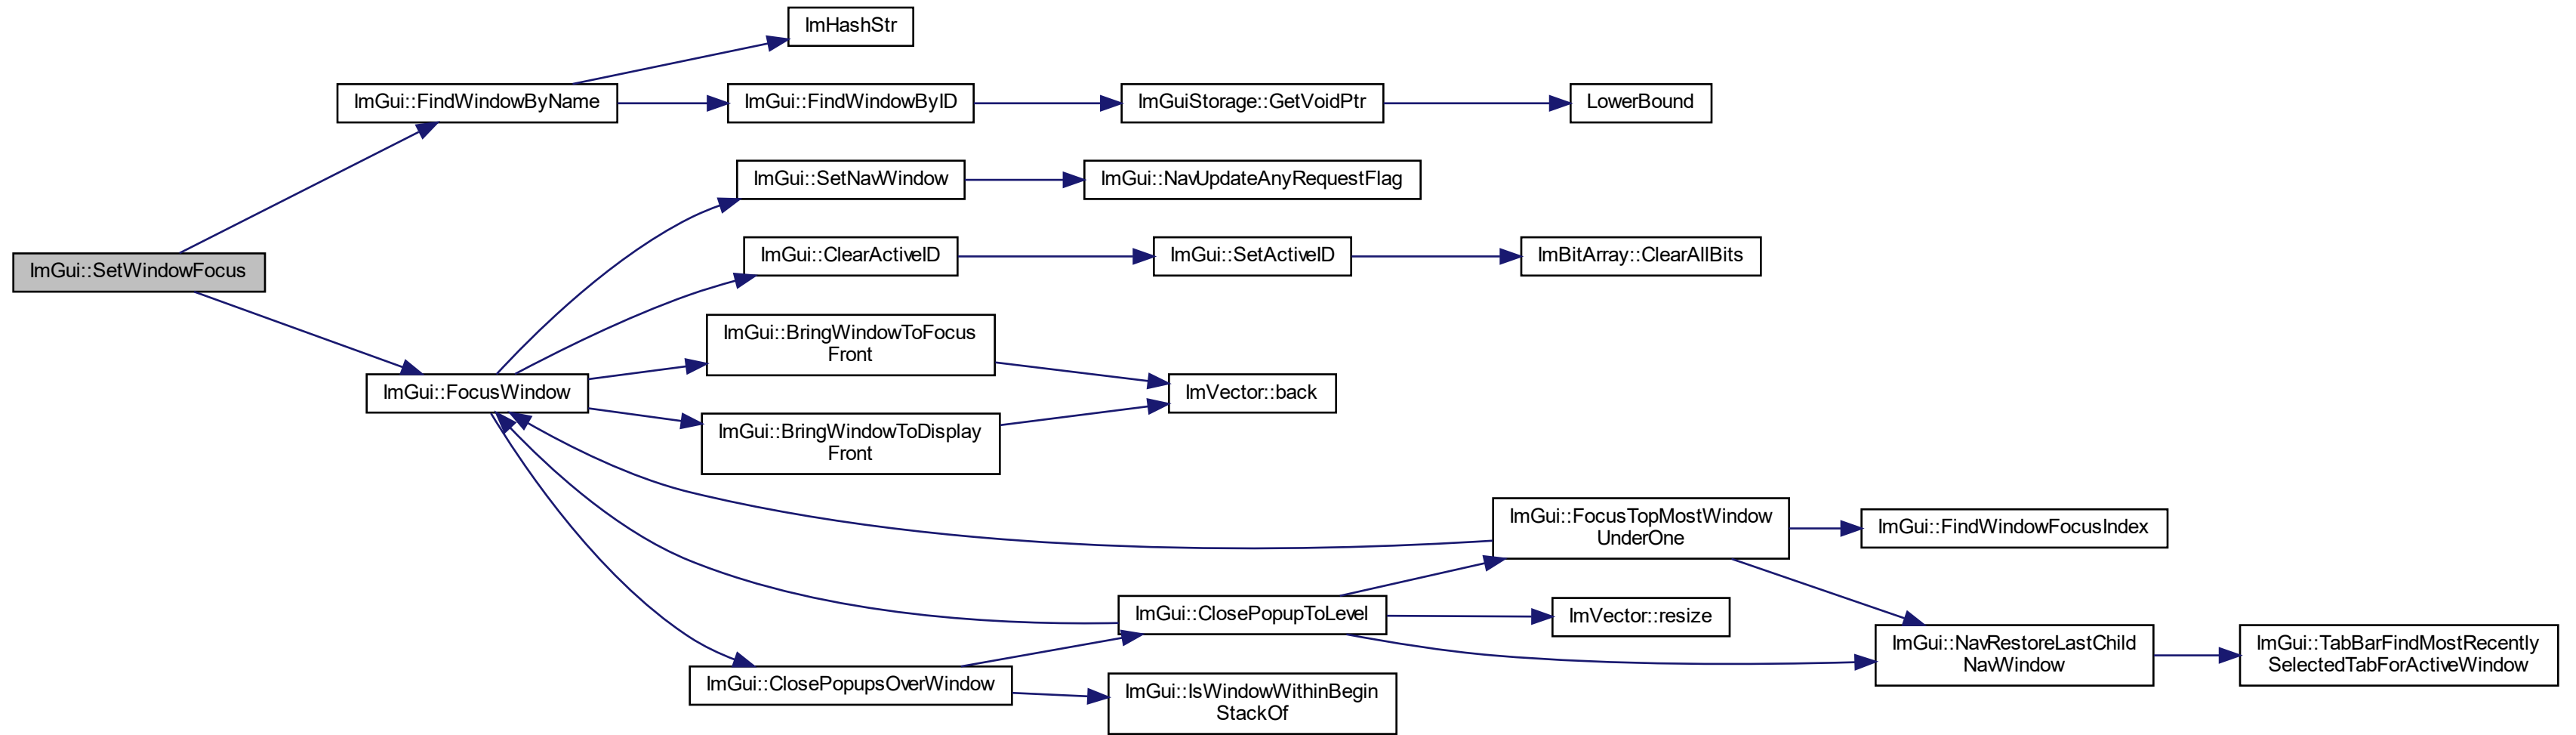 ImHashStr
ImGui::FindWindowByName
ImGui::FindWindowByID
ImGuiStorage::GetVoidPtr
LowerBound
ImGui::SetNavWindow
ImGui::NavUpdateAnyRequestFlag
ImGui::SetWindowFocus
ImGui::ClearActiveID
ImGui::SetActiveID
ImBitArray::ClearAllBits
ImGui::BringWindowToFocus
Front
ImGui::FocusWindow
ImVector::back
ImGui::BringWindowToDisplay
Front
ImGui::FocusTopMostWindow
UnderOne
ImGui::FindWindowFocusIndex
ImGui::ClosePopupToLevel
ImVector::resize
ImGui::NavRestoreLastChild
NavWindow
ImGui::TabBarFindMostRecently
SelectedTabForActiveWindow
ImGui::ClosePopupsOverWindow
ImGui::IsWindowWithinBegin
StackOf